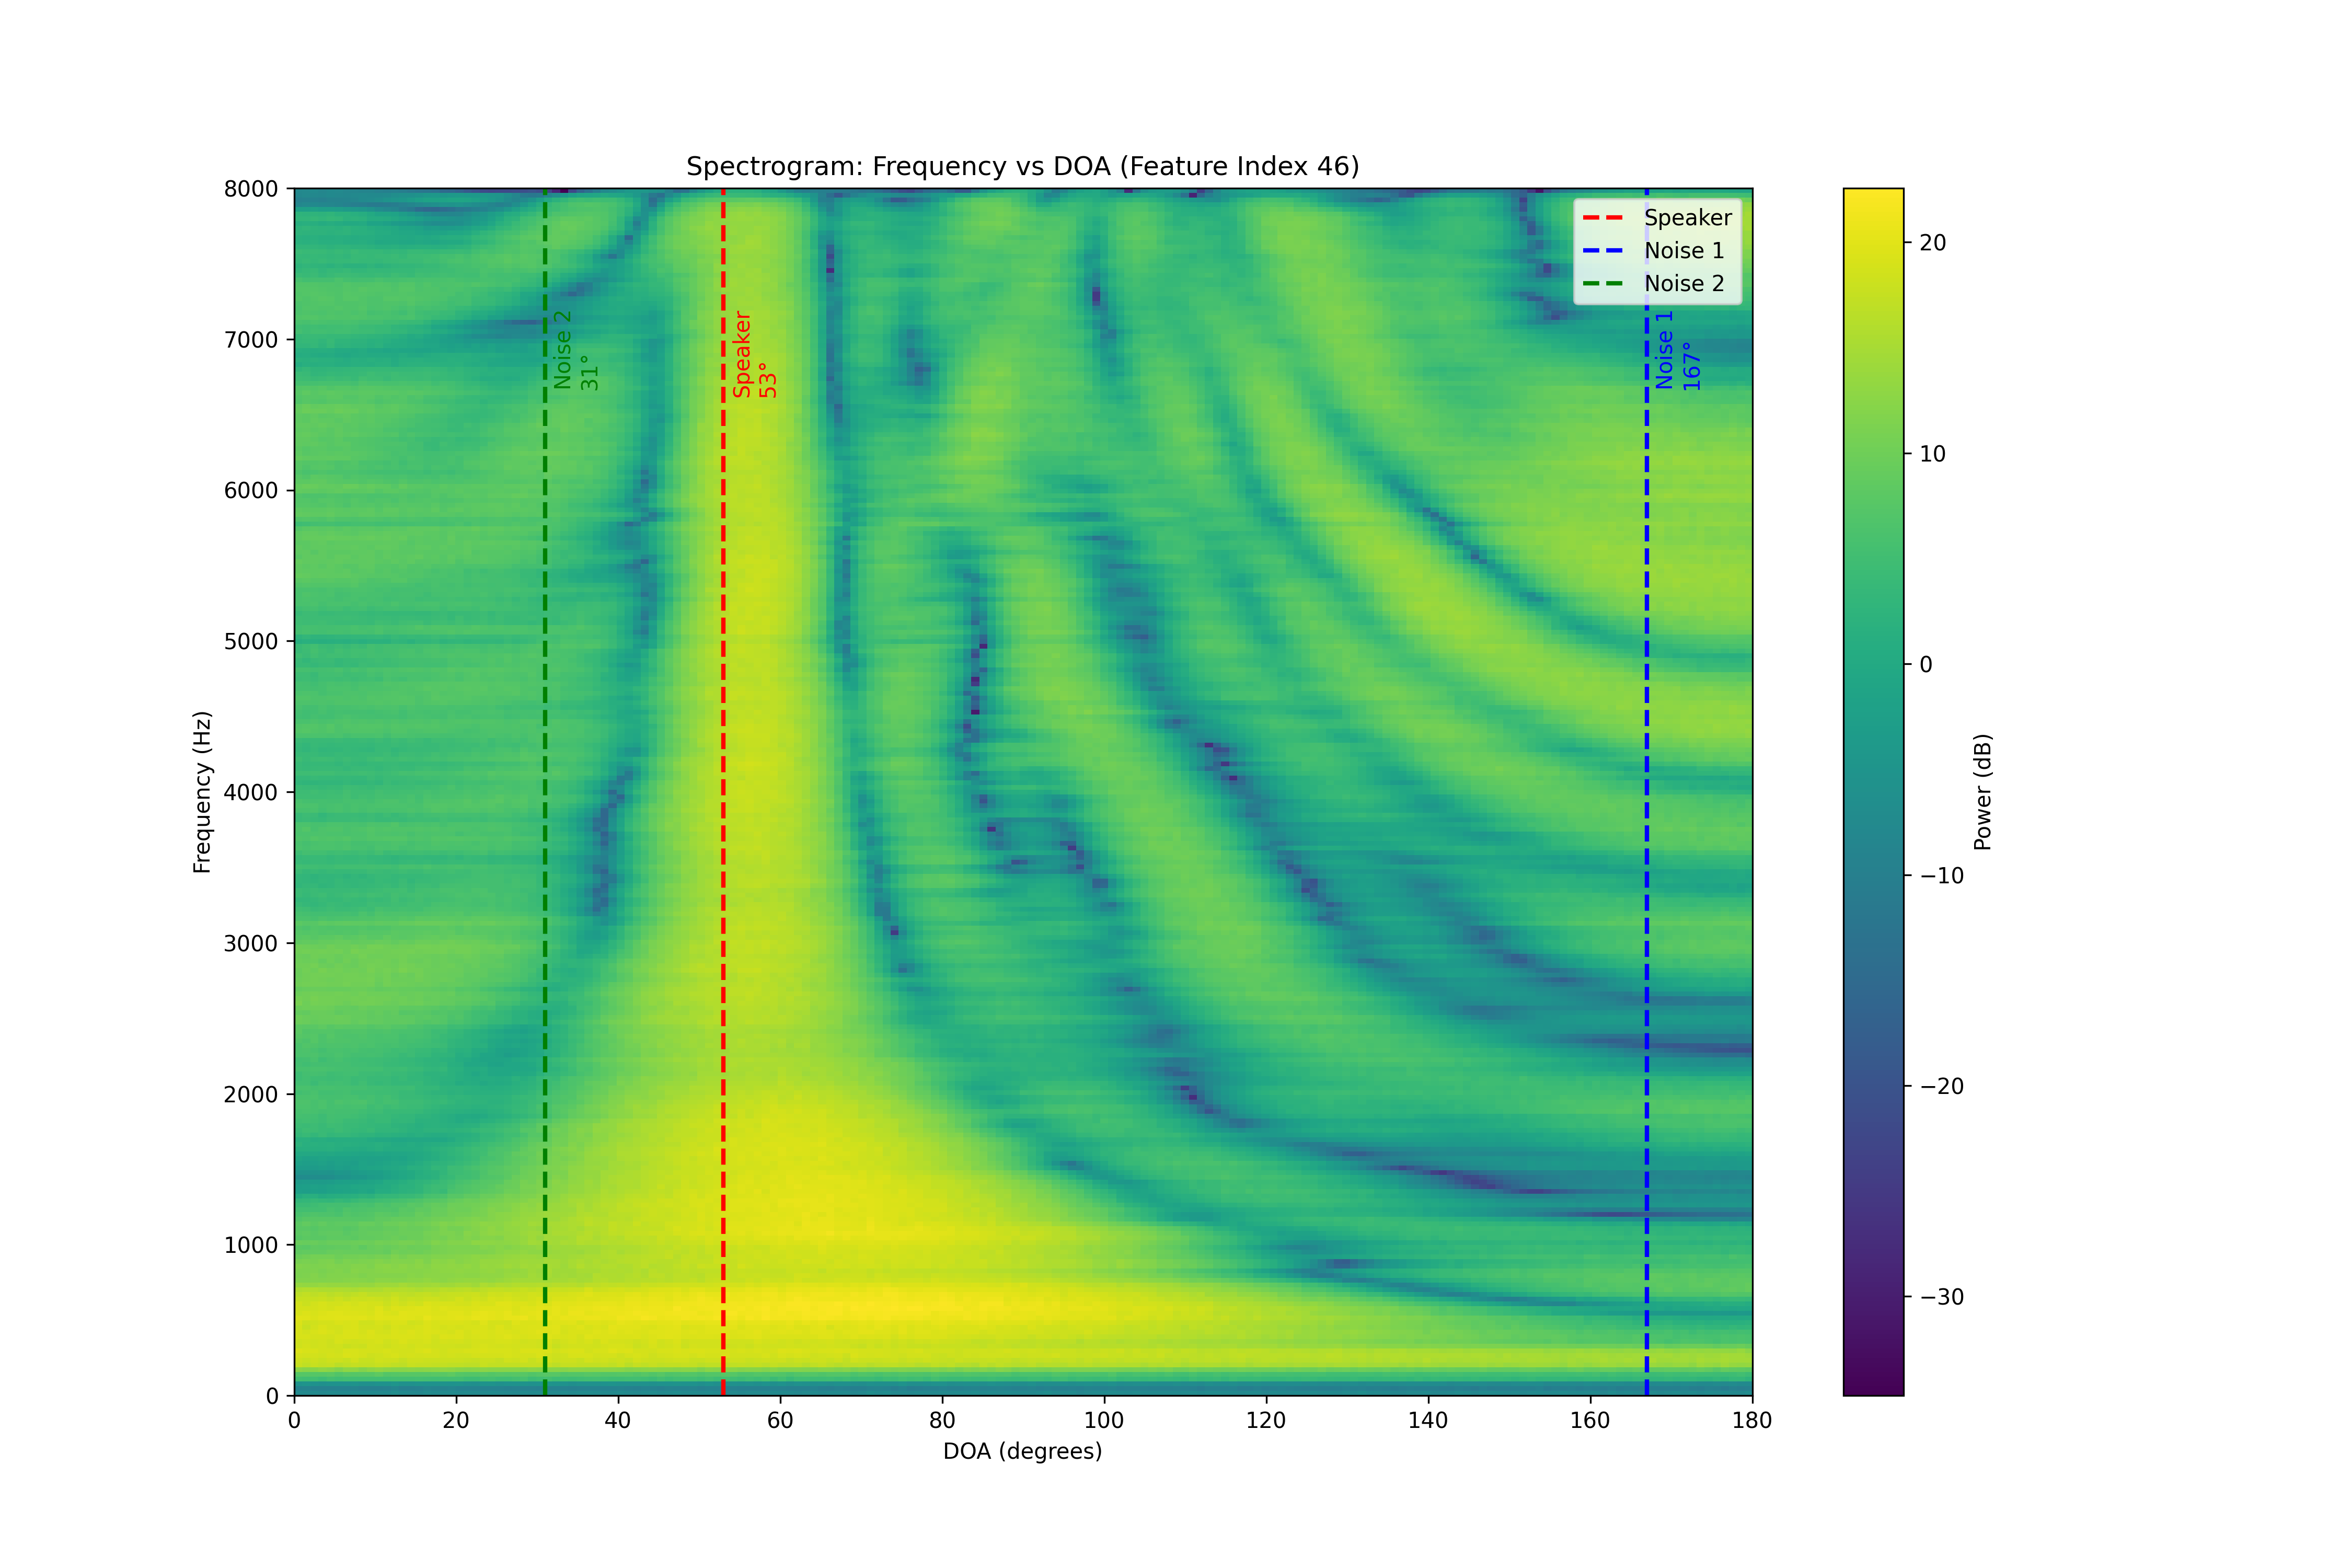 Spectrogram: Frequency vs DOA (Feature Index 46)
8000
7000
6000
5000
4000
3000
2000
1000
0
Frequency (Hz)
0
20
40
60
80
100
120
140
160
180
DOA (degrees)
Noise 2
31°
Speaker
53°
Noise 1
167°
Speaker
Noise 1
Noise 2
20
10
0
−10
−20
−30
Power (dB)